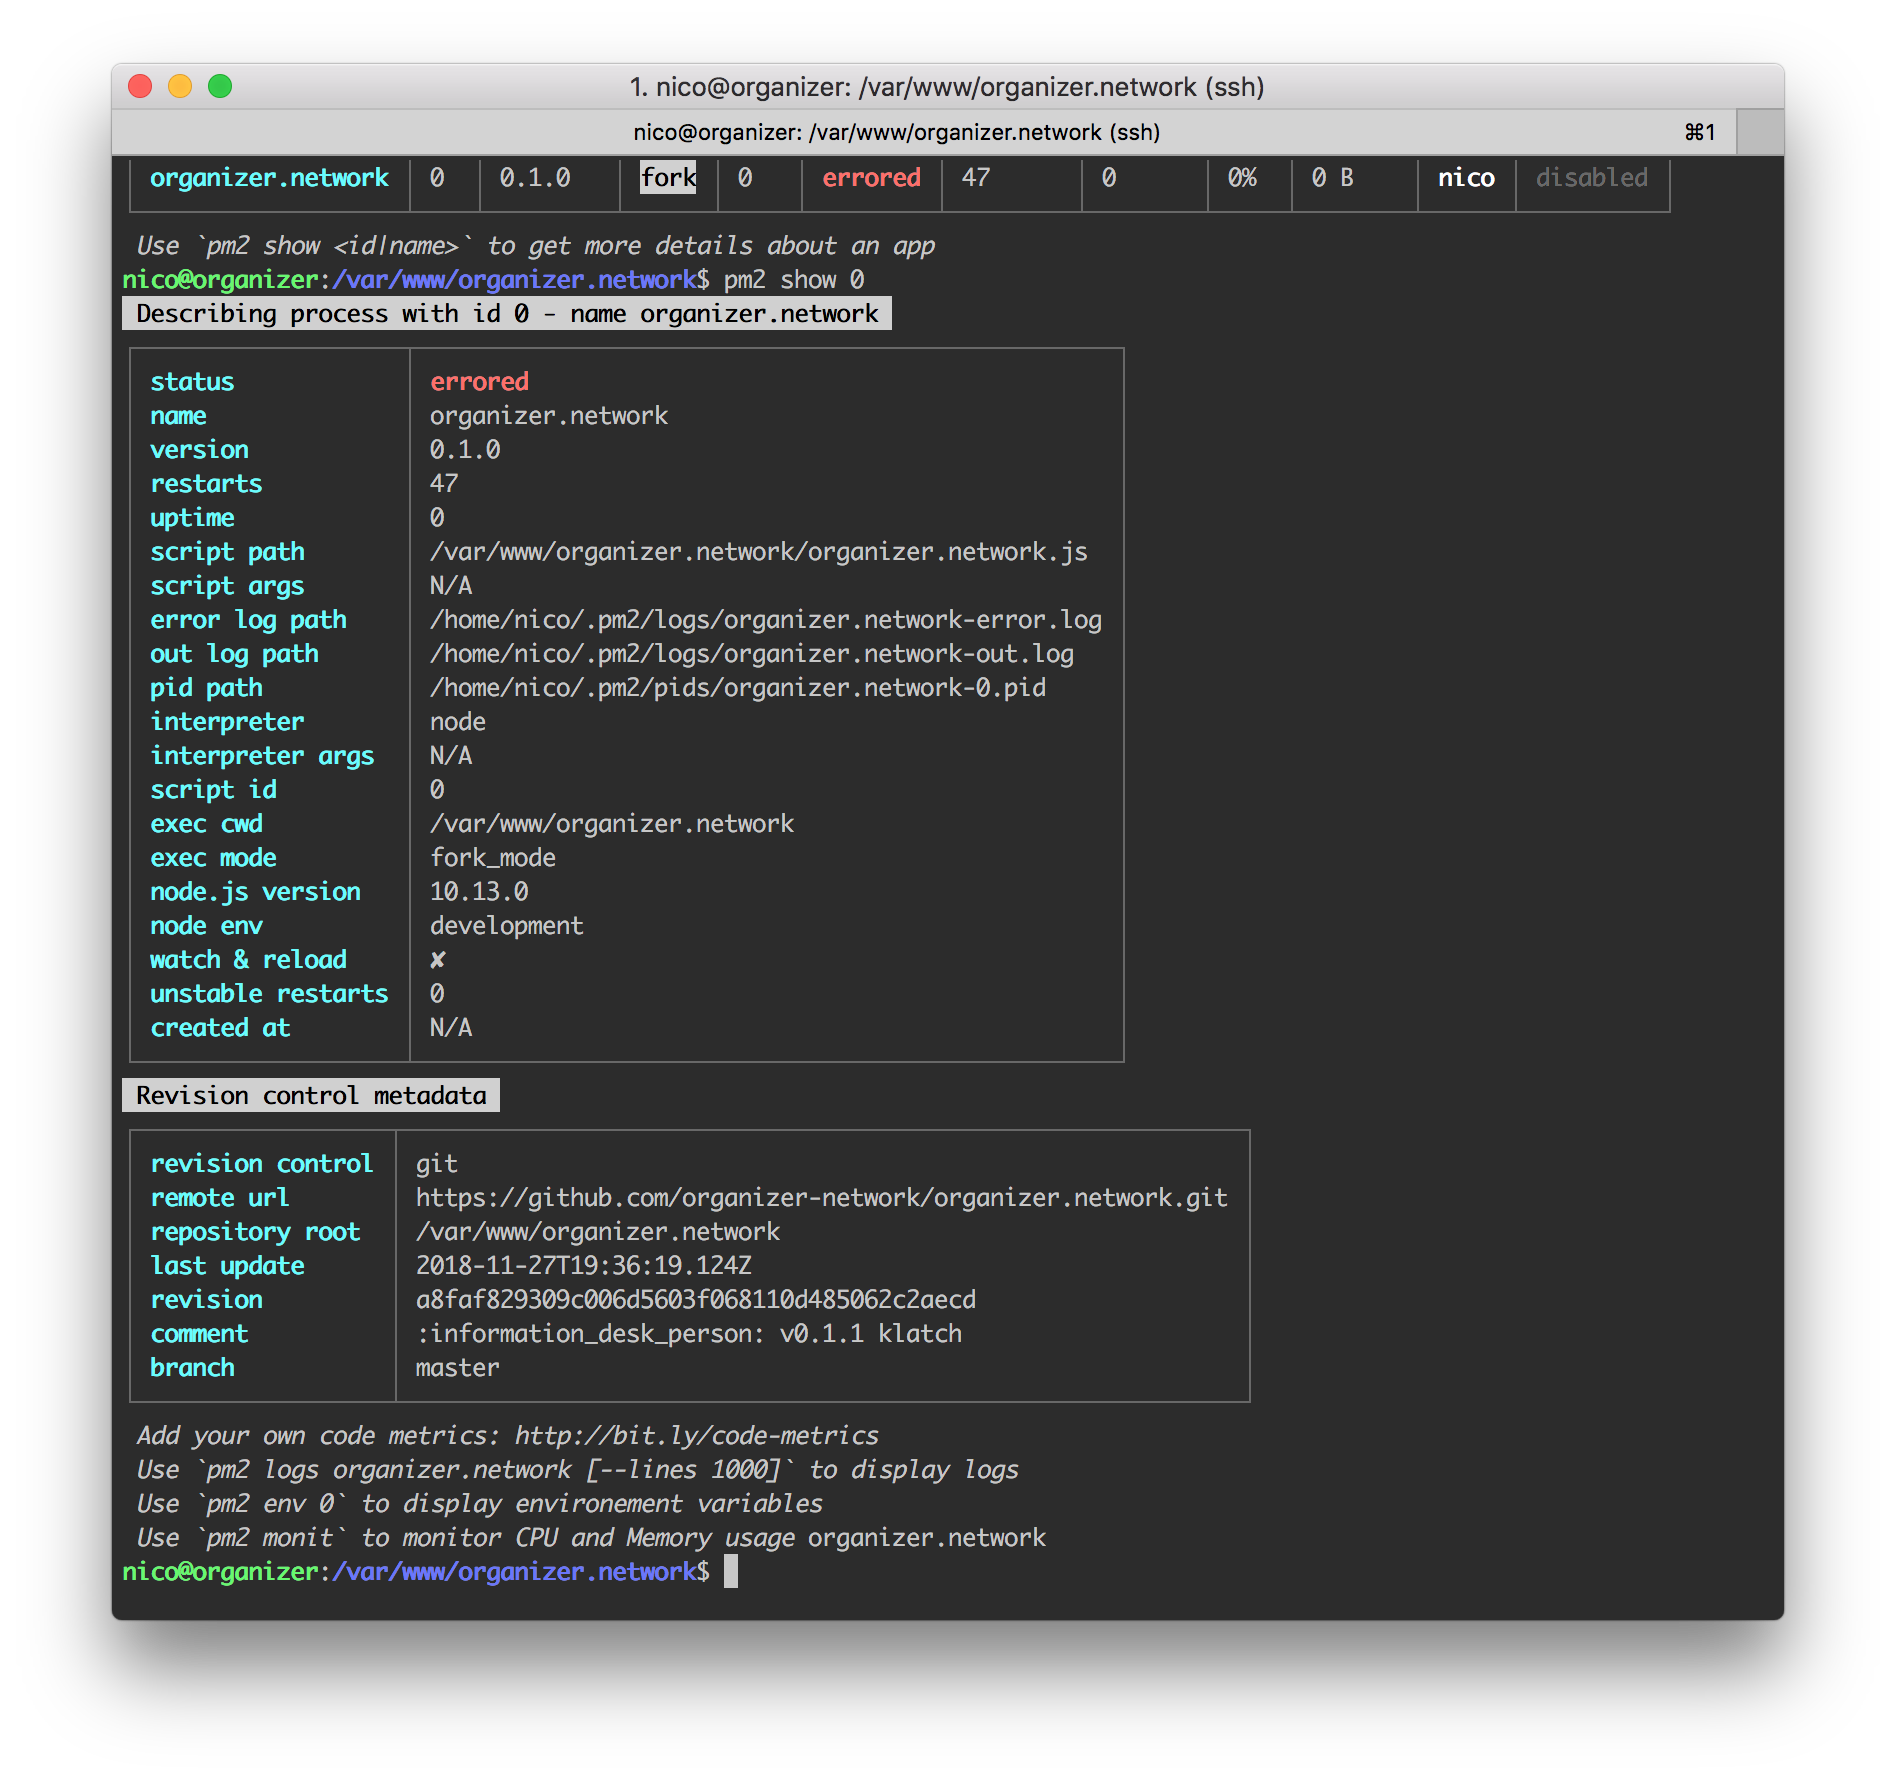 1. nico@organizer: /var/www/organizer.network (ssh)
nico@organizer: /var/www/organizer.network (ssh) ⌘1
organizer.network 0 0.1.0 fork 0 errored 47 0 0% 0 B nico disabled
Use `pm2 show <id|name>` to get more details about an app
nico@organizer:/var/www/organizer.network$ pm2 show 0
Describing process with id 0 - name organizer.network
status errored
name organizer.network
version 0.1.0
restarts 47
uptime 0
script path /var/www/organizer.network/organizer.network.js
script args N/A
error log path /home/nico/.pm2/logs/organizer.network-error.log
out log path /home/nico/.pm2/logs/organizer.network-out.log
pid path /home/nico/.pm2/pids/organizer.network-0.pid
interpreter node
interpreter args N/A
script id 0
exec cwd /var/www/organizer.network
exec mode fork_mode
node.js version 10.13.0
node env development
watch & reload ✘
unstable restarts 0
created at N/A
Revision control metadata
revision control git
remote url https://github.com/organizer-network/organizer.network.git
repository root /var/www/organizer.network
last update 2018-11-27T19:36:19.124Z
revision a8faf829309c006d5603f068110d485062c2aecd
comment :information_desk_person: v0.1.1 klatch
branch master
Add your own code metrics: http://bit.ly/code-metrics
Use `pm2 logs organizer.network [--lines 1000]` to display logs
Use `pm2 env 0` to display environement variables
Use `pm2 monit` to monitor CPU and Memory usage organizer.network
nico@organizer:/var/www/organizer.network$